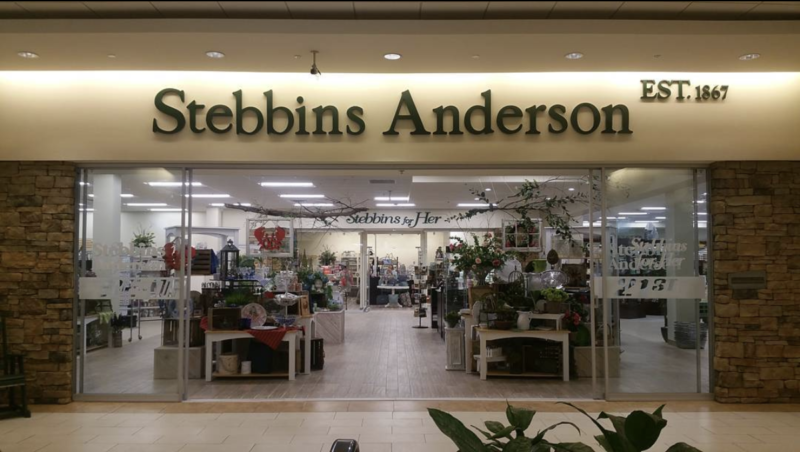 Stebbins Anderson
EST. 1867
Stebbins for Her
Stebbins
Anderson